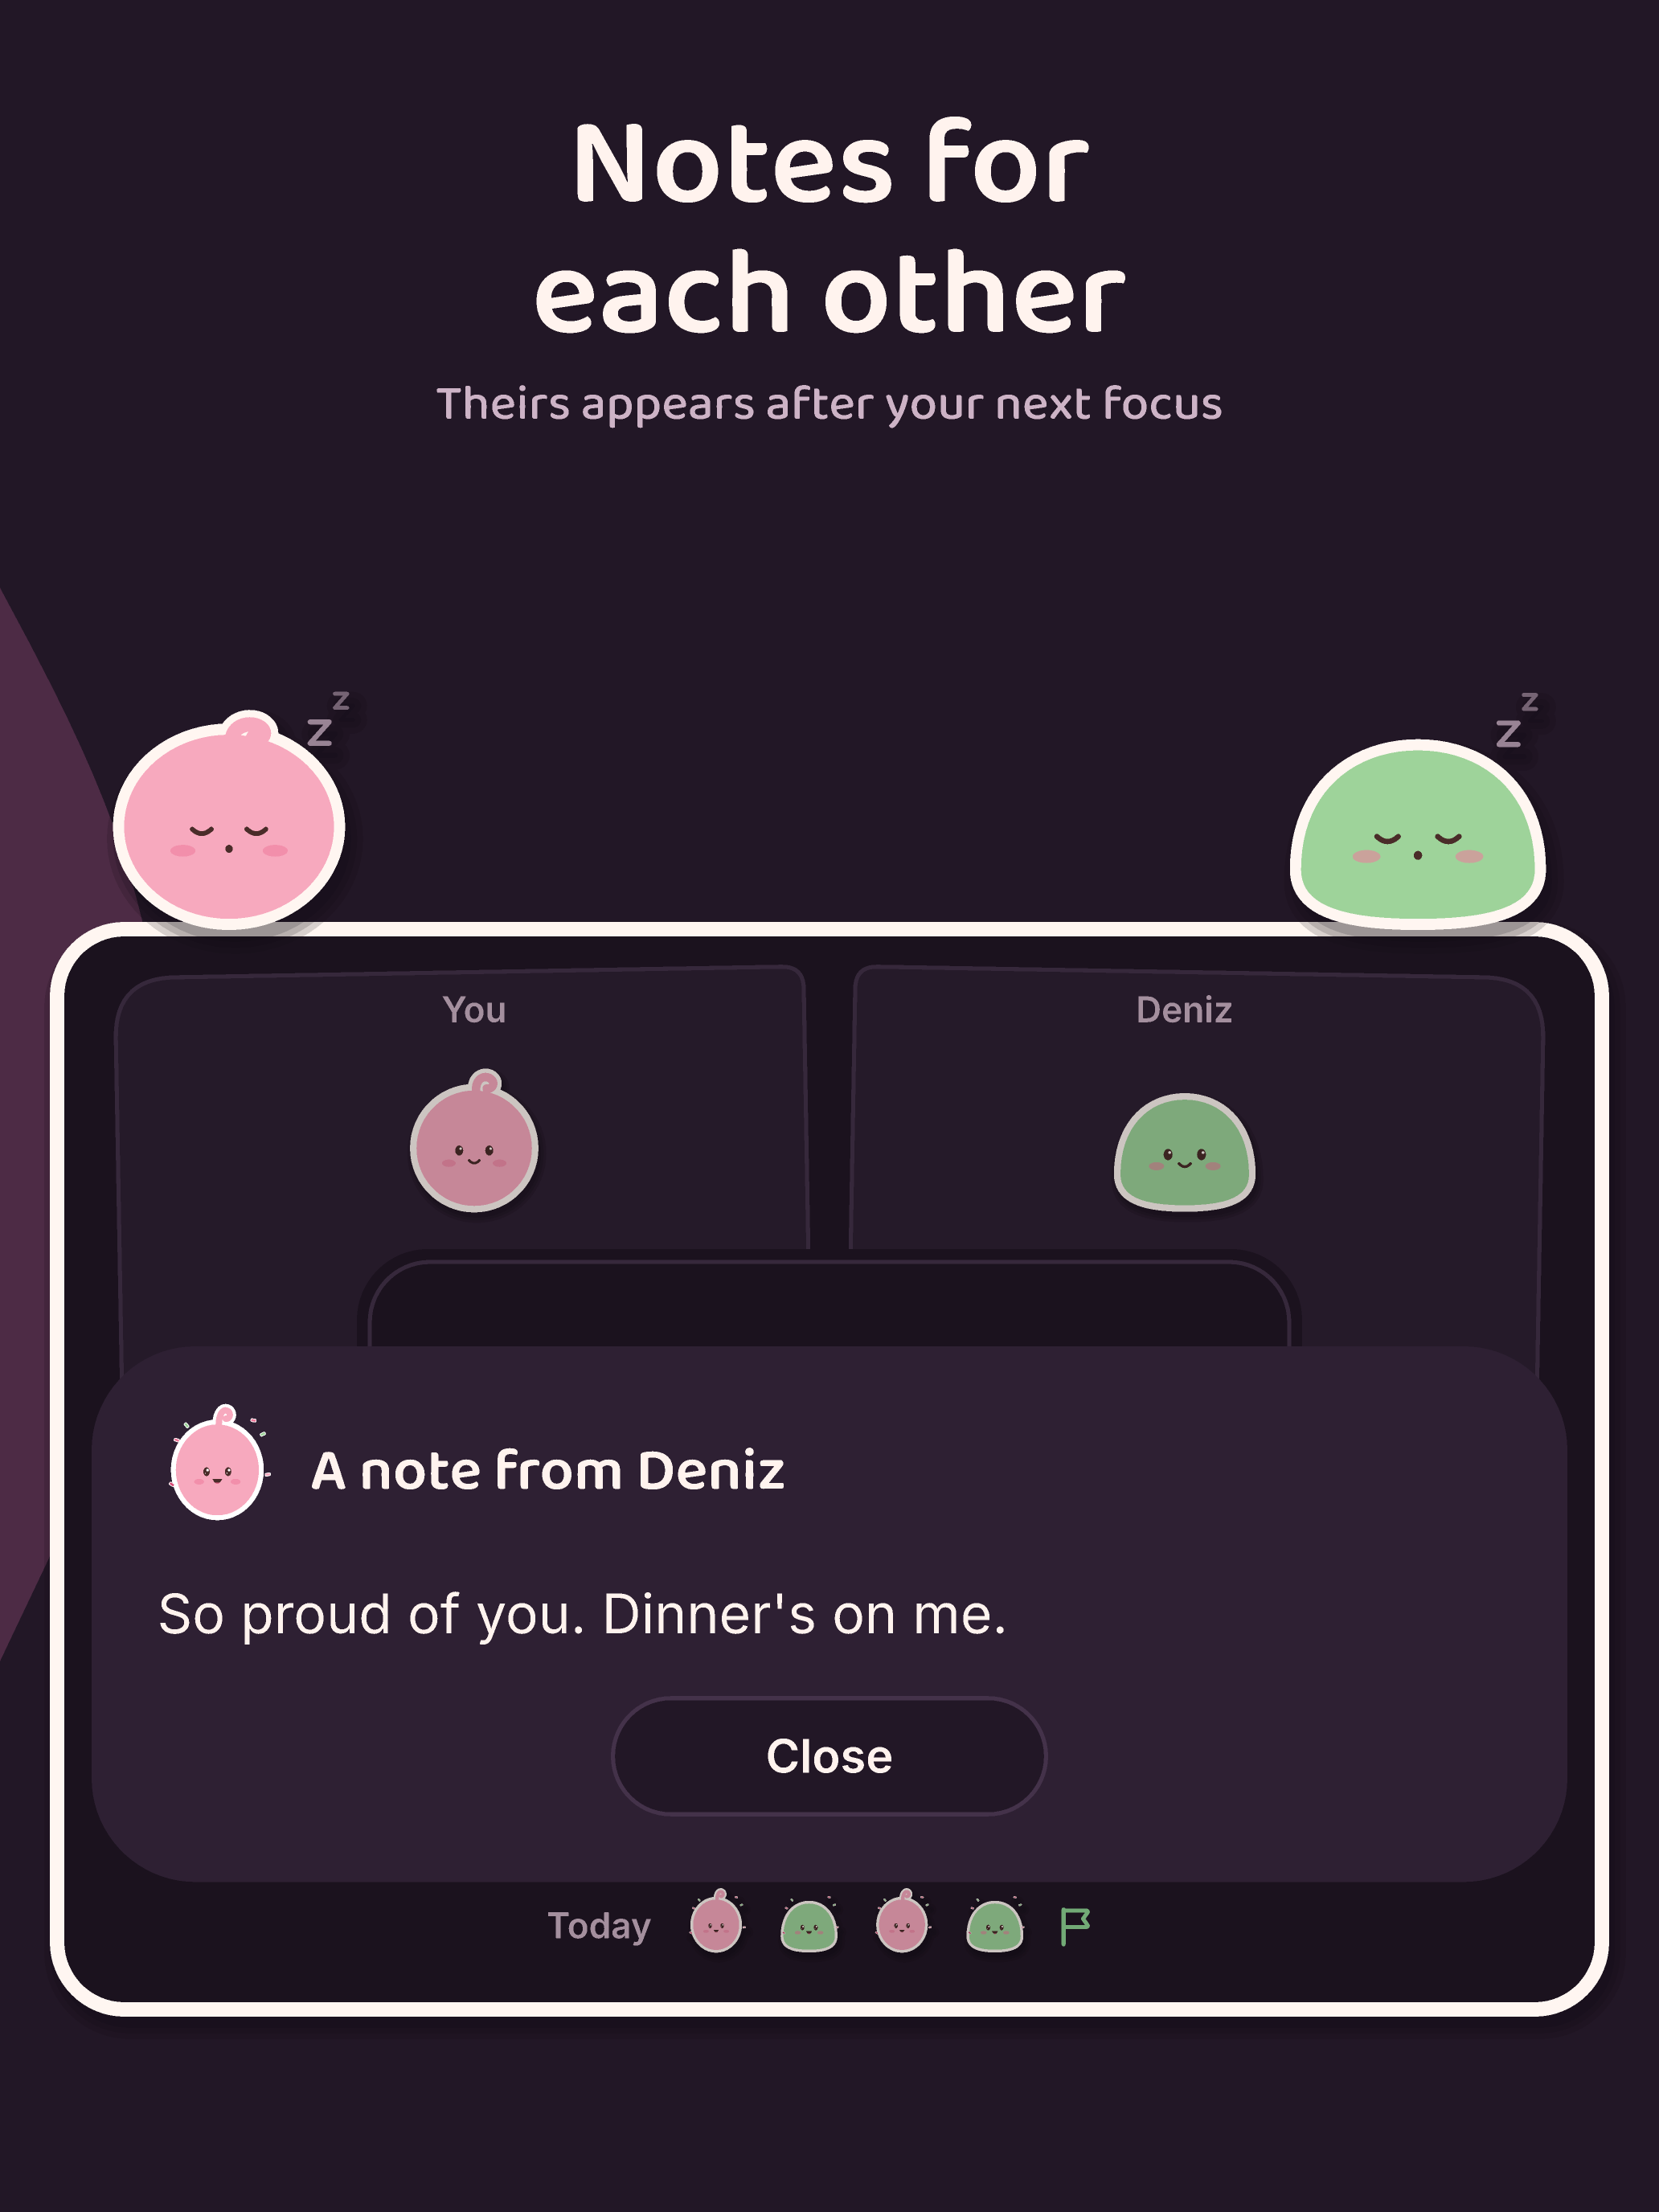 Notes for
each other
Theirs appears after your next focus
z
z
z
z
You
Deniz
A note from Deniz
So proud of you. Dinner's on me.
Close
Today